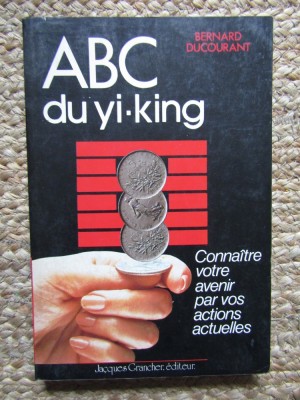 BERNARD
DUCOURANT
ABC
du yi·king
Connaître
votre
avenir
par vos
actions
actuelles
Jacques Grancher, éditeur.